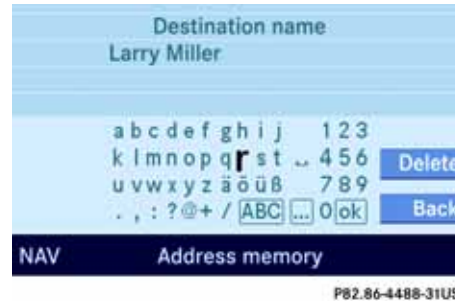 Destination name
Larry Miller
a b c d e f g h i j 1 2 3
k l m n o p q r s t ⎵ 4 5 6 Delete
u v w x y z ä ö ü ß 7 8 9
. , : ? @ + / ABC ... 0 ok Back
NAV Address memory
P82.86-4488-31US